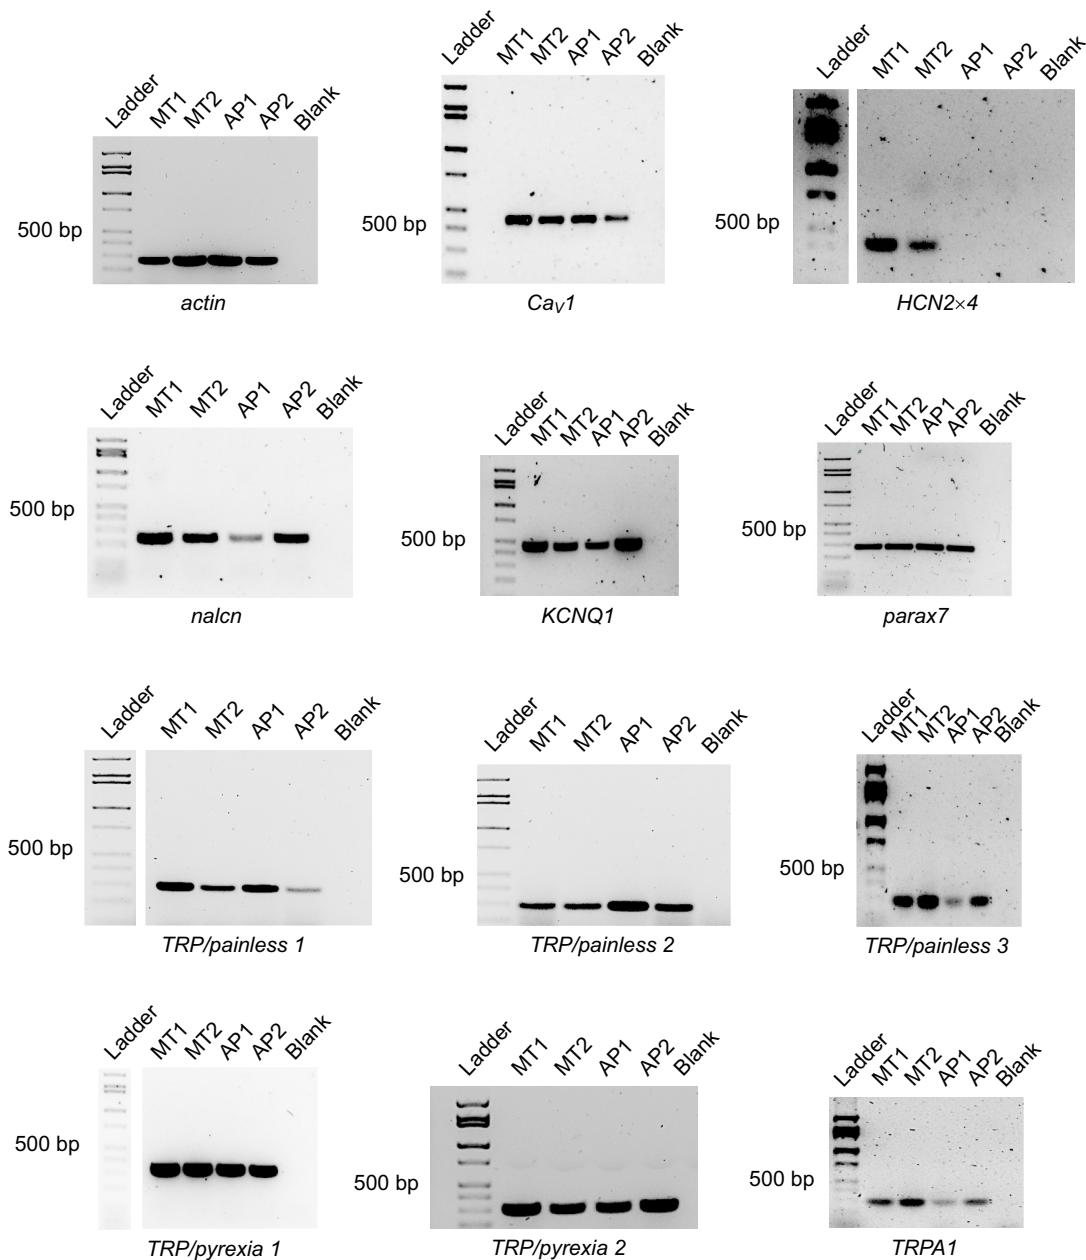 Ladder MT1 MT2 AP1 AP2 Blank
500 bp
actin
Ladder MT1 MT2 AP1 AP2 Blank
500 bp
CaV1
Ladder MT1 MT2 AP1 AP2 Blank
500 bp
HCN2×4
Ladder MT1 MT2 AP1 AP2 Blank
500 bp
nalcn
Ladder MT1 MT2 AP1 AP2 Blank
500 bp
KCNQ1
Ladder MT1 MT2 AP1 AP2 Blank
500 bp
parax7
Ladder MT1 MT2 AP1 AP2 Blank
500 bp
TRP/painless 1
Ladder MT1 MT2 AP1 AP2 Blank
500 bp
TRP/painless 2
Ladder MT1 MT2 AP1 AP2 Blank
500 bp
TRP/painless 3
Ladder MT1 MT2 AP1 AP2 Blank
500 bp
TRP/pyrexia 1
Ladder MT1 MT2 AP1 AP2 Blank
500 bp
TRP/pyrexia 2
Ladder MT1 MT2 AP1 AP2 Blank
500 bp
TRPA1